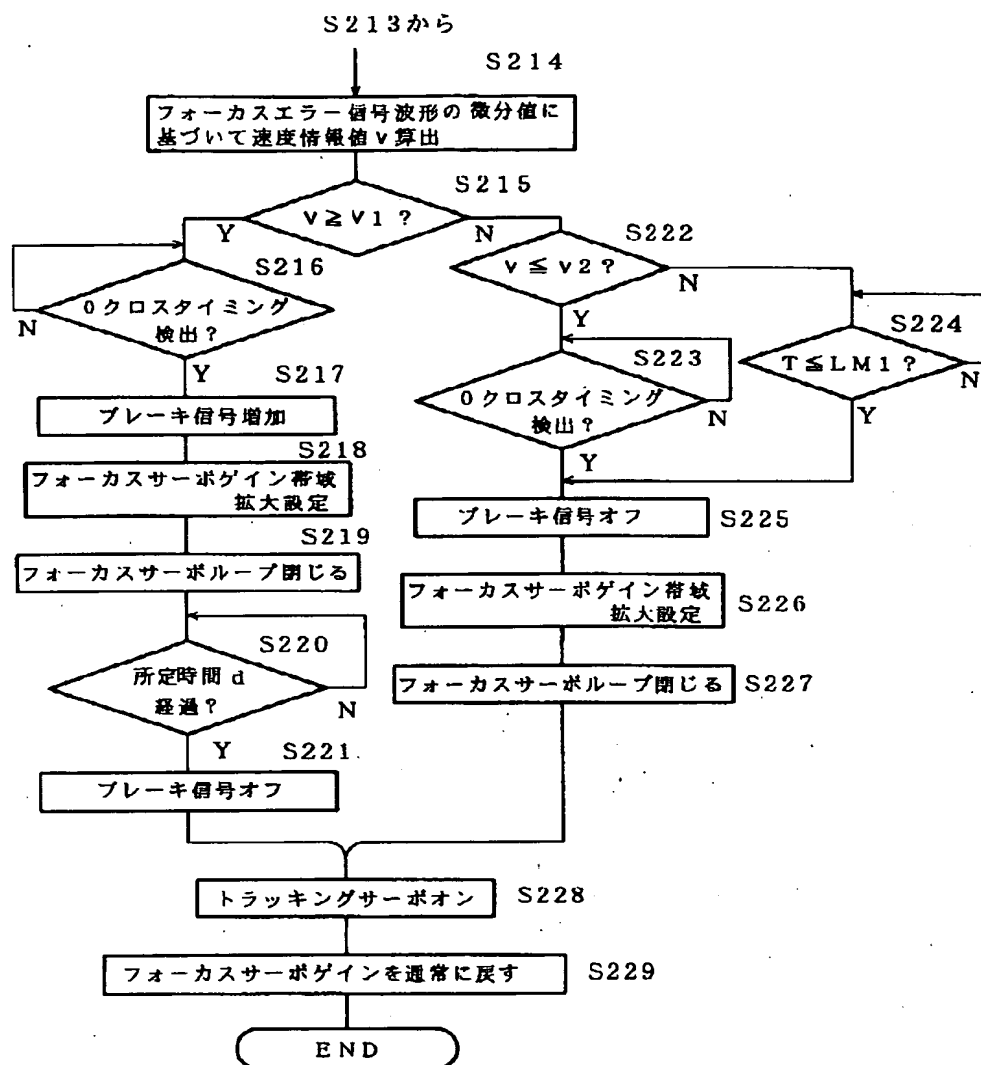 S213から
S214
フォーカスエラー信号波形の微分値に
基づいて速度情報値v算出
S215
v≧v1?
Y
N
S216
0クロスタイミング
検出?
N
Y
S217
ブレーキ信号増加
S218
フォーカスサーボゲイン帯域
拡大設定
S219
フォーカスサーボループ閉じる
S220
所定時間d
経過?
N
Y
S221
ブレーキ信号オフ
S222
v≦v2?
N
Y
S223
0クロスタイミング
検出?
N
Y
S224
T≦LM1?
N
Y
ブレーキ信号オフ
S225
フォーカスサーボゲイン帯域
拡大設定
S226
フォーカスサーボループ閉じる
S227
トラッキングサーボオン
S228
フォーカスサーボゲインを通常に戻す
S229
END